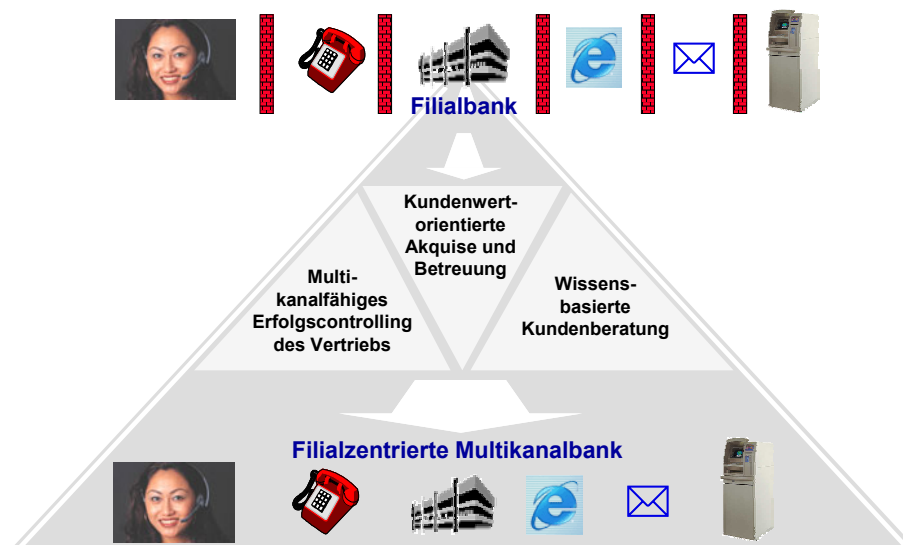 Filialbank
Kundenwert-
orientierte
Akquise und
Betreuung
Multi-
kanalfähiges
Erfolgscontrolling
des Vertriebs
Wissens-
basierte
Kundenberatung
Filialzentrierte Multikanalbank